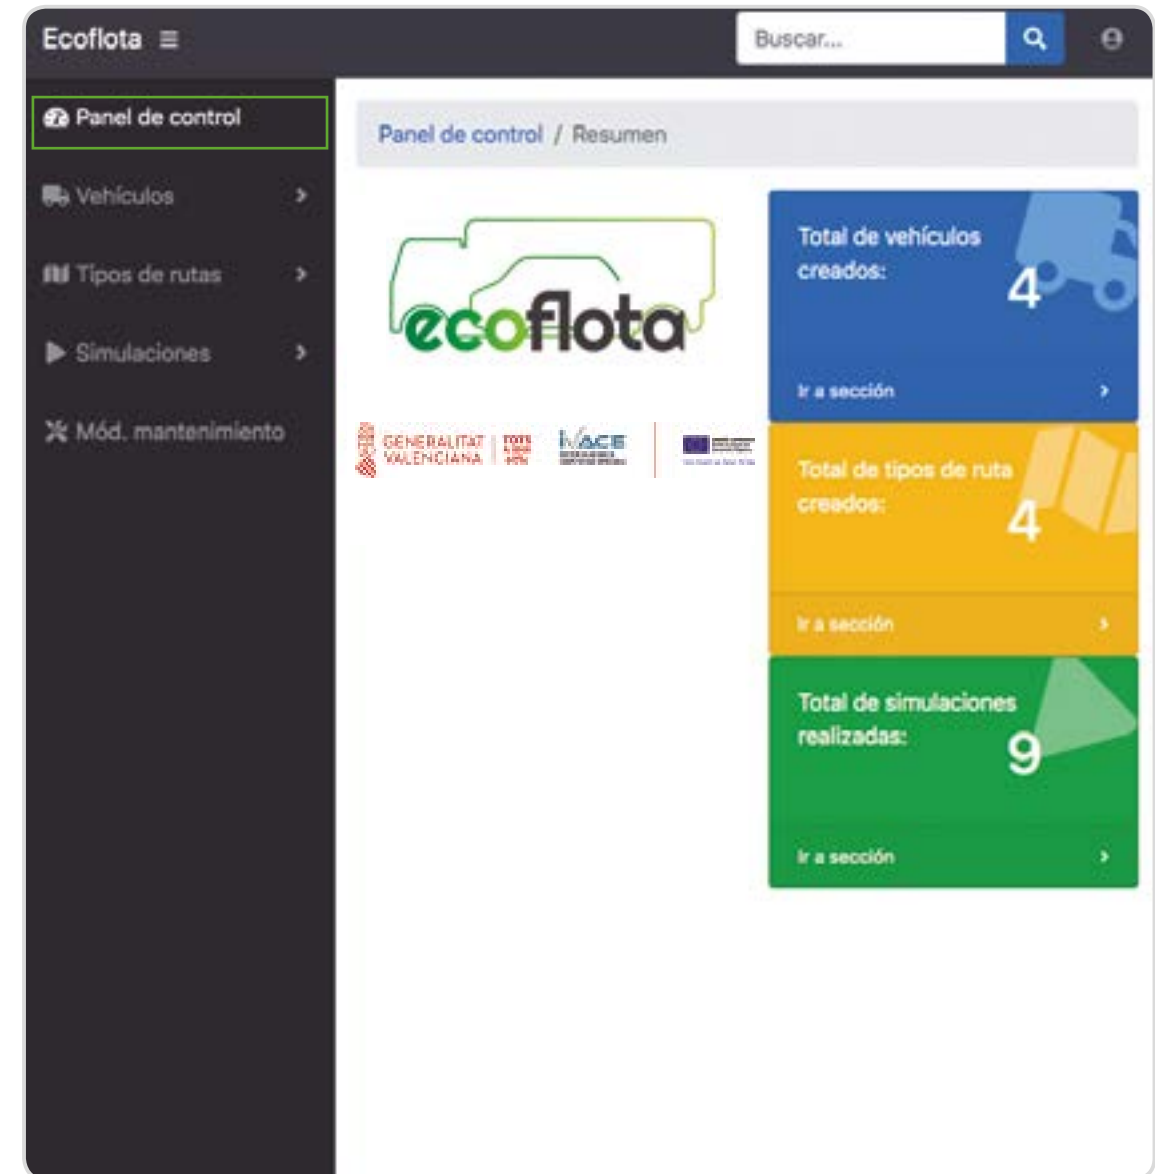 Ecoflota
Buscar...
Panel de control
Vehículos
Tipos de rutas
Simulaciones
Mód. mantenimiento
Panel de control / Resumen
ecoflota
GENERALITAT
VALENCIANA
IVACE
Total de vehículos
creados:
4
Ir a sección
Total de tipos de ruta
creados:
4
Ir a sección
Total de simulaciones
realizadas:
9
Ir a sección